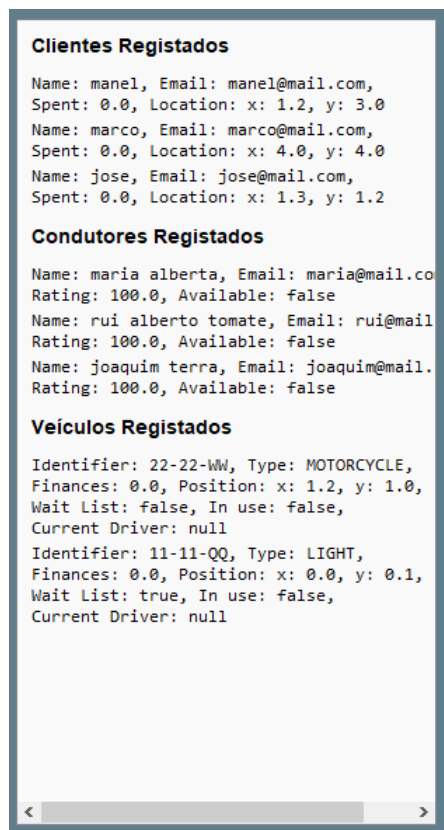 Clientes Registados
Name: manel, Email: manel@mail.com,
Spent: 0.0, Location: x: 1.2, y: 3.0
Name: marco, Email: marco@mail.com,
Spent: 0.0, Location: x: 4.0, y: 4.0
Name: jose, Email: jose@mail.com,
Spent: 0.0, Location: x: 1.3, y: 1.2
Condutores Registados
Name: maria alberta, Email: maria@mail.co
Rating: 100.0, Available: false
Name: rui alberto tomate, Email: rui@mail
Rating: 100.0, Available: false
Name: joaquim terra, Email: joaquim@mail.
Rating: 100.0, Available: false
Veículos Registados
Identifier: 22-22-WW, Type: MOTORCYCLE,
Finances: 0.0, Position: x: 1.2, y: 1.0,
Wait List: false, In use: false,
Current Driver: null
Identifier: 11-11-QQ, Type: LIGHT,
Finances: 0.0, Position: x: 0.0, y: 0.1,
Wait List: true, In use: false,
Current Driver: null